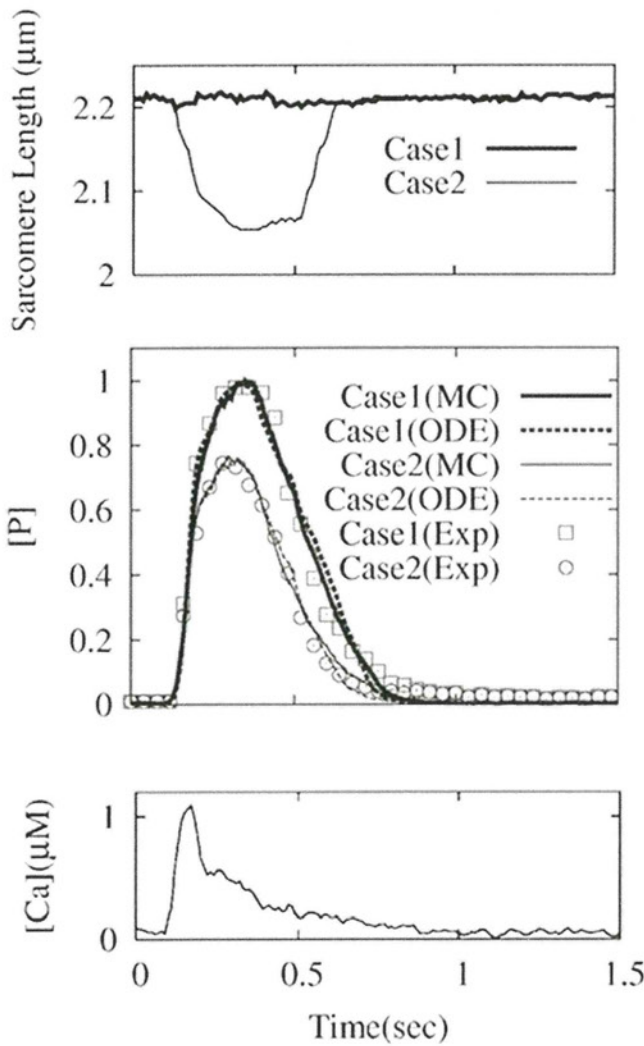 Sarcomere Length (μm)
2.2
2.1
2
Case1
Case2
[P]
1
0.8
0.6
0.4
0.2
0
Case1(MC)
Case1(ODE)
Case2(MC)
Case2(ODE)
Case1(Exp)
Case2(Exp)
[Ca](μM)
1
0
0
0.5
1
1.5
Time(sec)